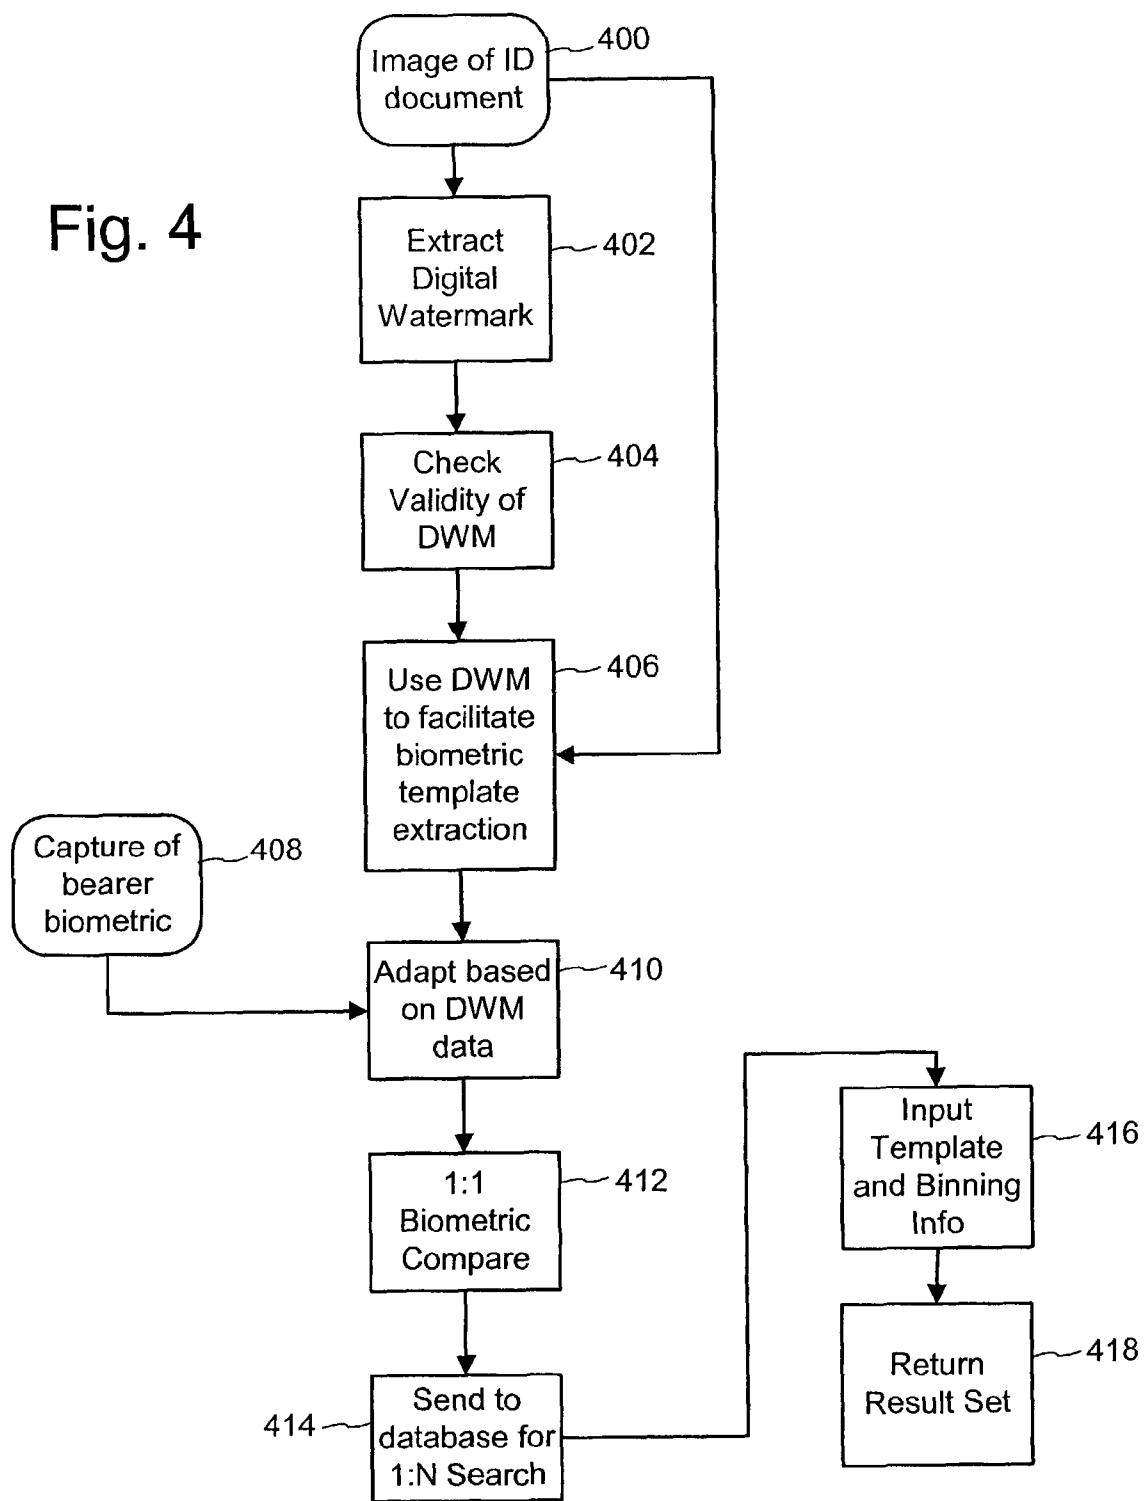 400
Image of ID
document
Fig. 4
402
Extract
Digital
Watermark
404
Check
Validity of
DWM
406
Use DWM
to facilitate
biometric
template
extraction
408
Capture of
bearer
biometric
410
Adapt based
on DWM
data
412
1:1
Biometric
Compare
414
Send to
database for
1:N Search
416
Input
Template
and Binning
Info
418
Return
Result Set